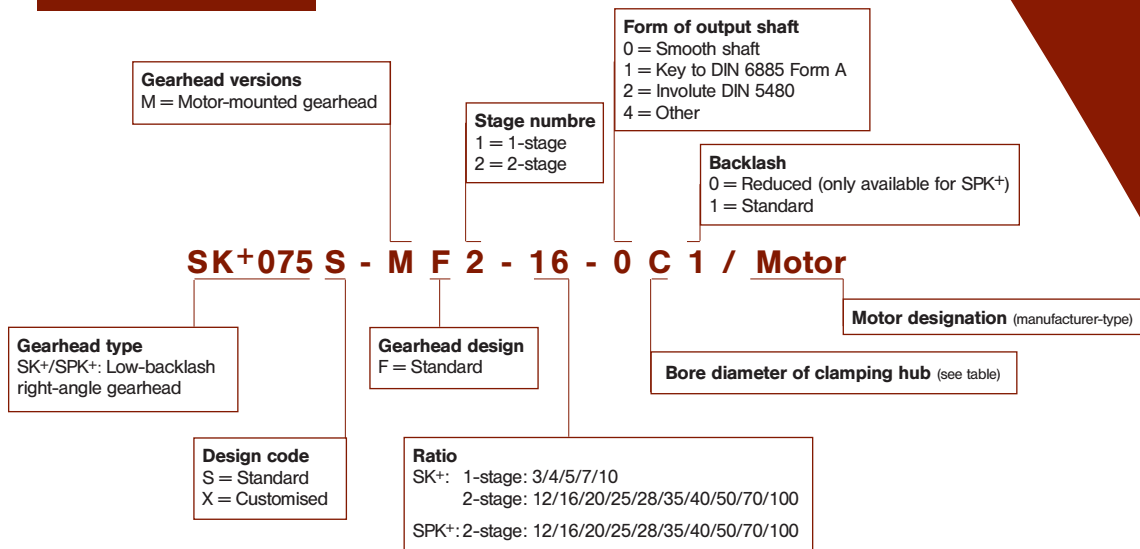 Form of output shaft
0 = Smooth shaft
1 = Key to DIN 6885 Form A
2 = Involute DIN 5480
4 = Other
Gearhead versions
M = Motor-mounted gearhead
Stage numbre
1 = 1-stage
2 = 2-stage
Backlash
0 = Reduced (only available for SPK⁺)
1 = Standard
SK⁺075 S - M F 2 - 16 - 0 C 1 / Motor
Motor designation (manufacturer-type)
Gearhead type
SK⁺/SPK⁺: Low-backlash
right-angle gearhead
Gearhead design
F = Standard
Bore diameter of clamping hub (see table)
Design code
S = Standard
X = Customised
Ratio
SK⁺: 1-stage: 3/4/5/7/10
2-stage: 12/16/20/25/28/35/40/50/70/100
SPK⁺: 2-stage: 12/16/20/25/28/35/40/50/70/100